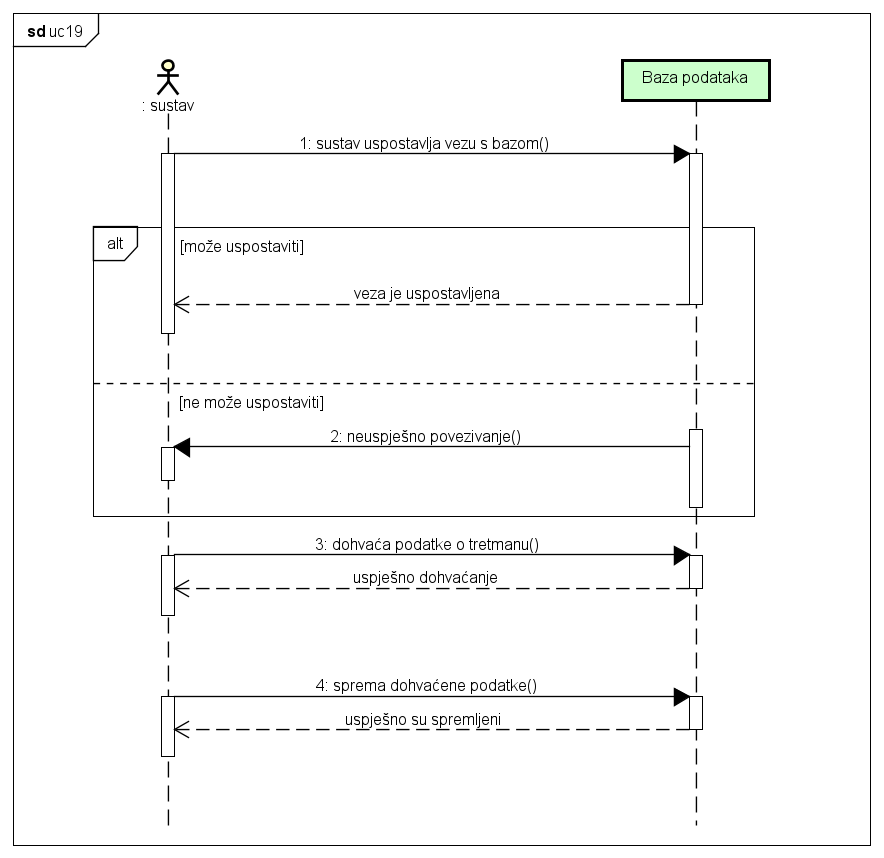 sd uc19
: sustav
Baza podataka
1: sustav uspostavlja vezu s bazom()
alt
[može uspostaviti]
veza je uspostavljena
[ne može uspostaviti]
2: neuspješno povezivanje()
3: dohvaća podatke o tretmanu()
uspješno dohvaćanje
4: sprema dohvaćene podatke()
uspješno su spremljeni